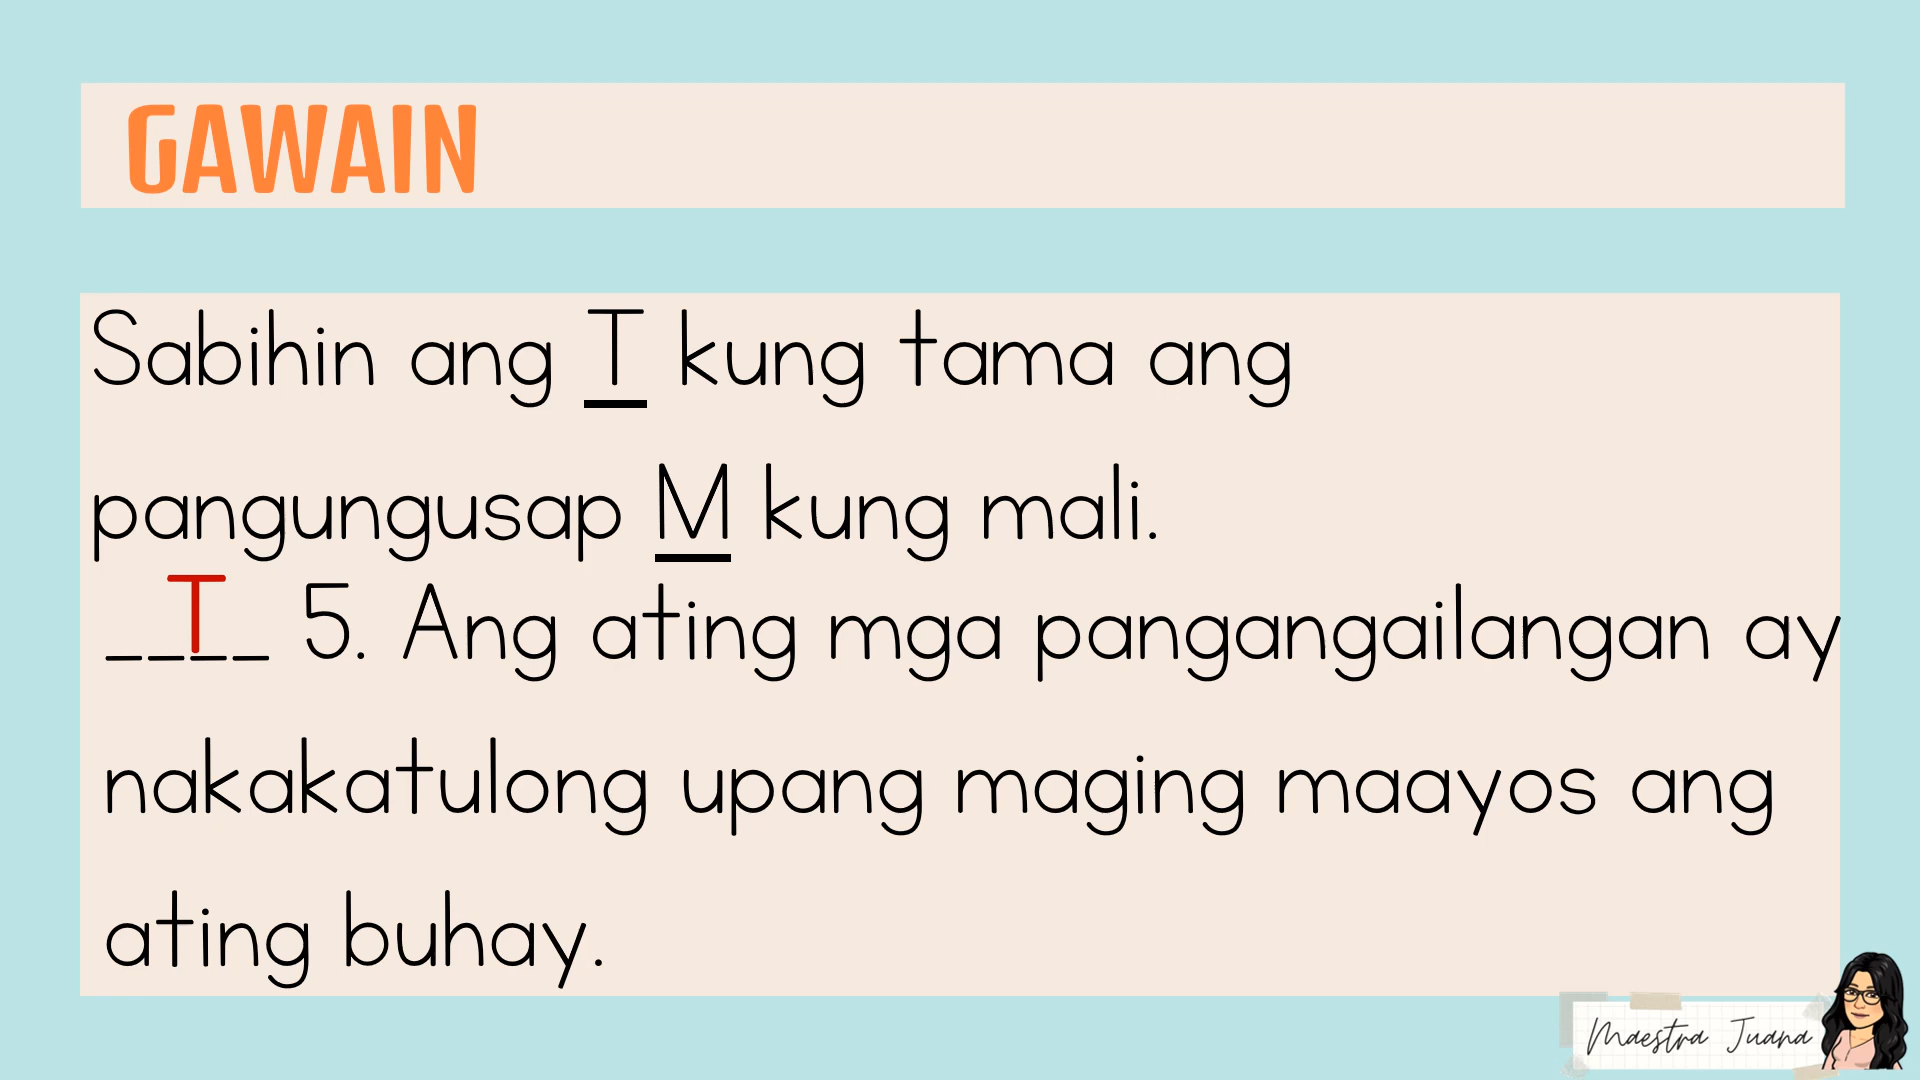 GAWAIN
Sabihin ang T kung tama ang
pangungusap M kung mali.
__T__ 5. Ang ating mga pangangailangan ay
nakakatulong upang maging maayos ang
ating buhay.
Maestra Juana